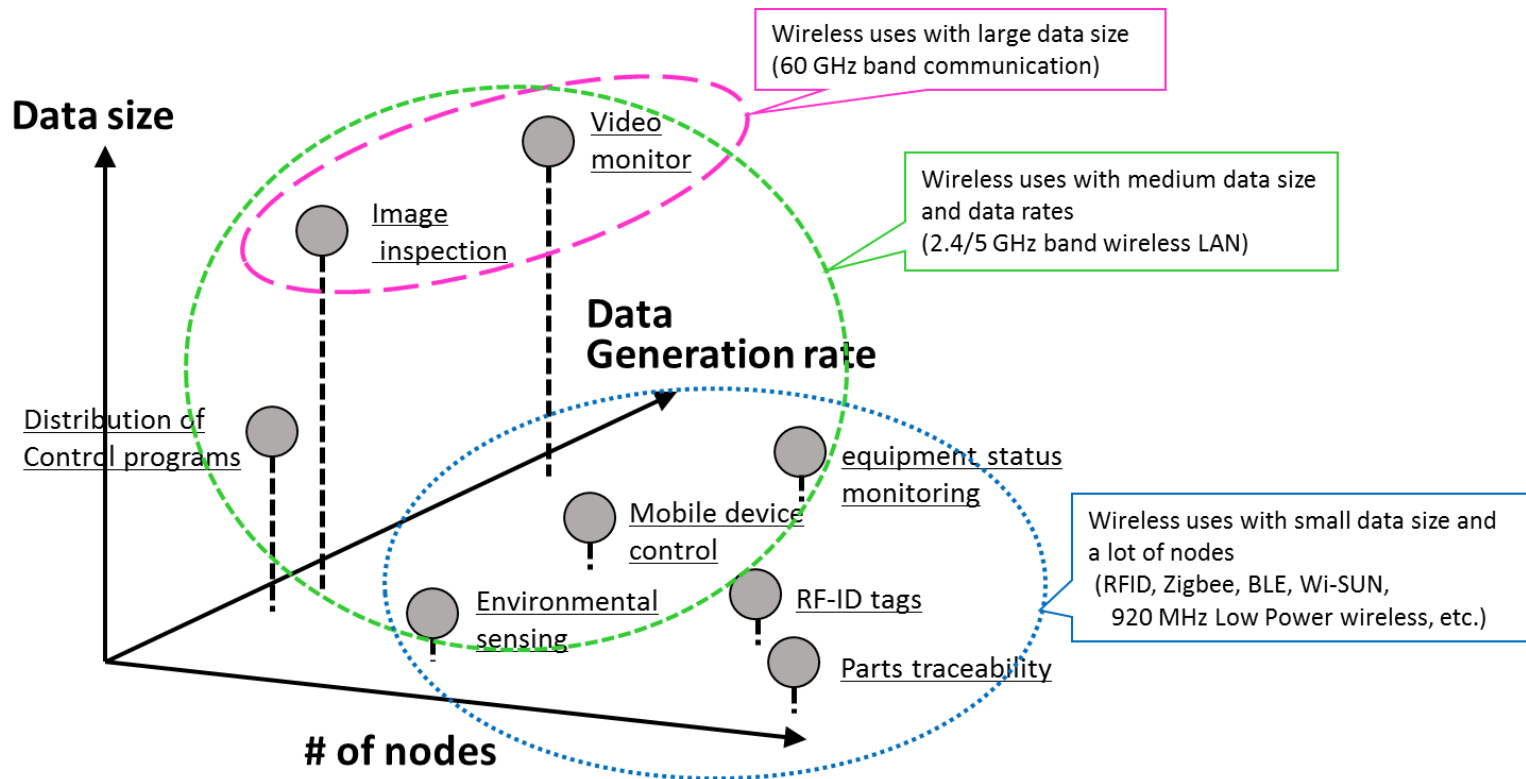 Wireless uses with large data size
(60 GHz band communication)
Data size
Video
monitor
Wireless uses with medium data size
and data rates
(2.4/5 GHz band wireless LAN)
Image
inspection
Data
Generation rate
Distribution of
Control programs
equipment status
monitoring
Mobile device
control
Wireless uses with small data size and
a lot of nodes
(RFID, Zigbee, BLE, Wi-SUN,
920 MHz Low Power wireless, etc.)
Environmental
sensing
RF-ID tags
Parts traceability
# of nodes